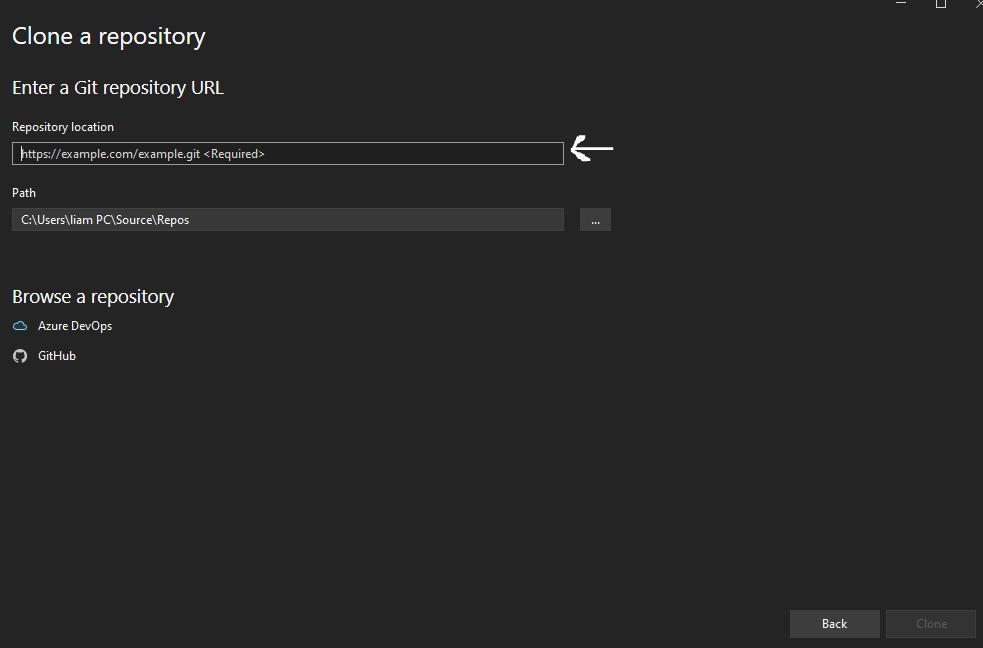 Clone a repository
Enter a Git repository URL
Repository location
https://example.com/example.git <Required>
Path
C:\Users\liam PC\Source\Repos
...
Browse a repository
Azure DevOps
GitHub
Back
Clone